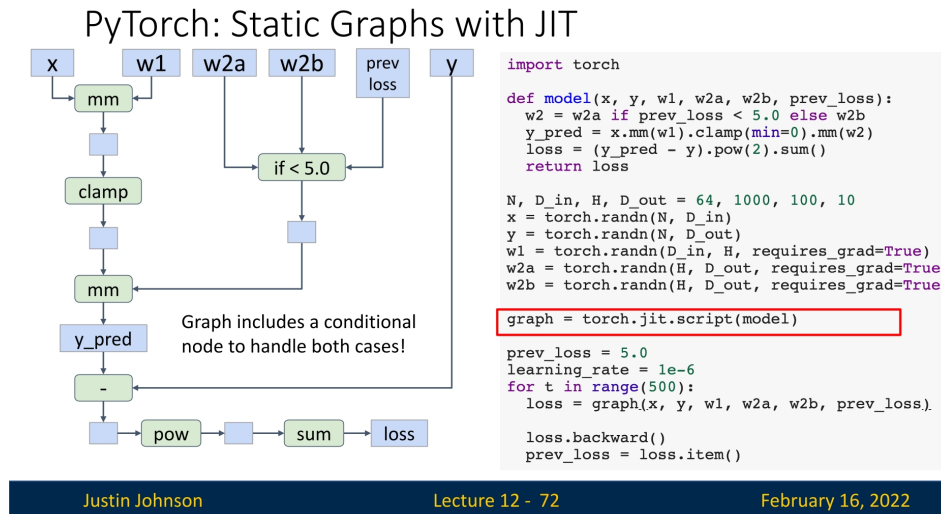 PyTorch: Static Graphs with JIT
x
w1
w2a
w2b
prev
loss
y
mm
clamp
if < 5.0
mm
y_pred
Graph includes a conditional
node to handle both cases!
-
pow
sum
loss
import torch
def model(x, y, w1, w2a, w2b, prev_loss):
  w2 = w2a if prev_loss < 5.0 else w2b
  y_pred = x.mm(w1).clamp(min=0).mm(w2)
  loss = (y_pred - y).pow(2).sum()
  return loss
N, D_in, H, D_out = 64, 1000, 100, 10
x = torch.randn(N, D_in)
y = torch.randn(N, D_out)
w1 = torch.randn(D_in, H, requires_grad=True)
w2a = torch.randn(H, D_out, requires_grad=True
w2b = torch.randn(H, D_out, requires_grad=True
graph = torch.jit.script(model)
prev_loss = 5.0
learning_rate = 1e-6
for t in range(500):
  loss = graph(x, y, w1, w2a, w2b, prev_loss)
  loss.backward()
  prev_loss = loss.item()
Justin Johnson
Lecture 12 - 72
February 16, 2022